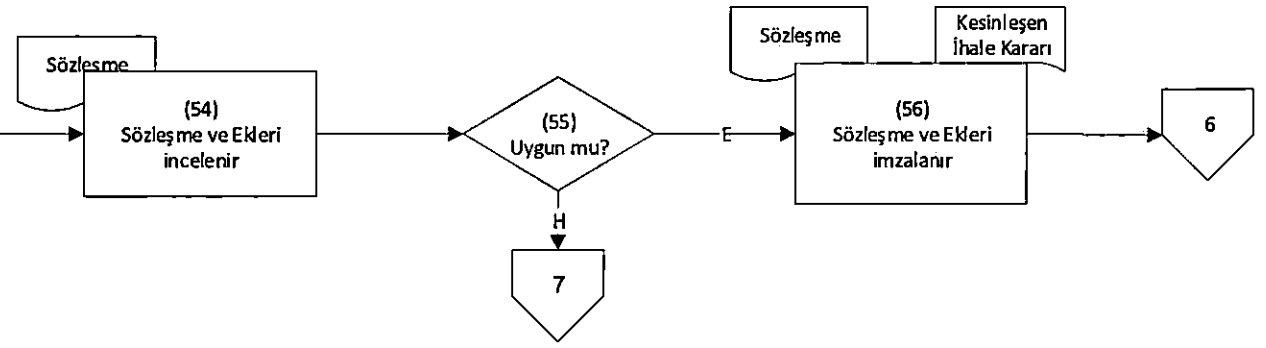 Sözleşme
(54)
Sözleşme ve Ekleri
incelenir
(55)
Uygun mu?
E
H
7
Sözleşme
Kesinleşen
İhale Kararı
(56)
Sözleşme ve Ekleri
imzalanır
6